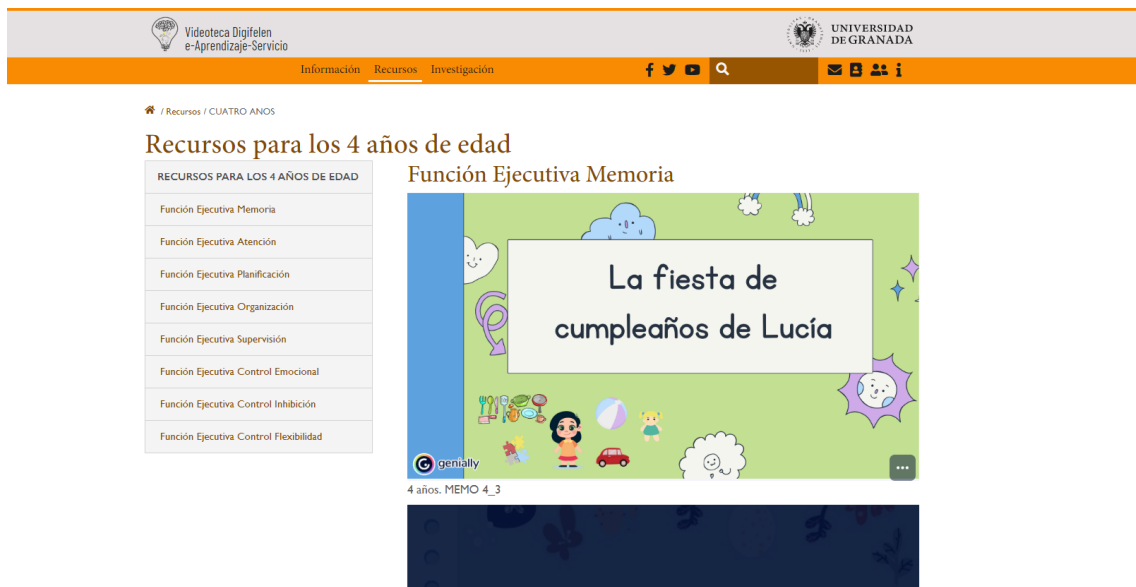 Videoteca Digifelen
e-Aprendizaje-Servicio
UNIVERSIDAD
DE GRANADA
Información Recursos Investigación
/ Recursos / CUATRO ANOS
Recursos para los 4 años de edad
RECURSOS PARA LOS 4 AÑOS DE EDAD
Función Ejecutiva Memoria
Función Ejecutiva Atención
Función Ejecutiva Planificación
Función Ejecutiva Organización
Función Ejecutiva Supervisión
Función Ejecutiva Control Emocional
Función Ejecutiva Control Inhibición
Función Ejecutiva Control Flexibilidad
Función Ejecutiva Memoria
La fiesta de
cumpleaños de Lucía
genially
4 años. MEMO 4_3